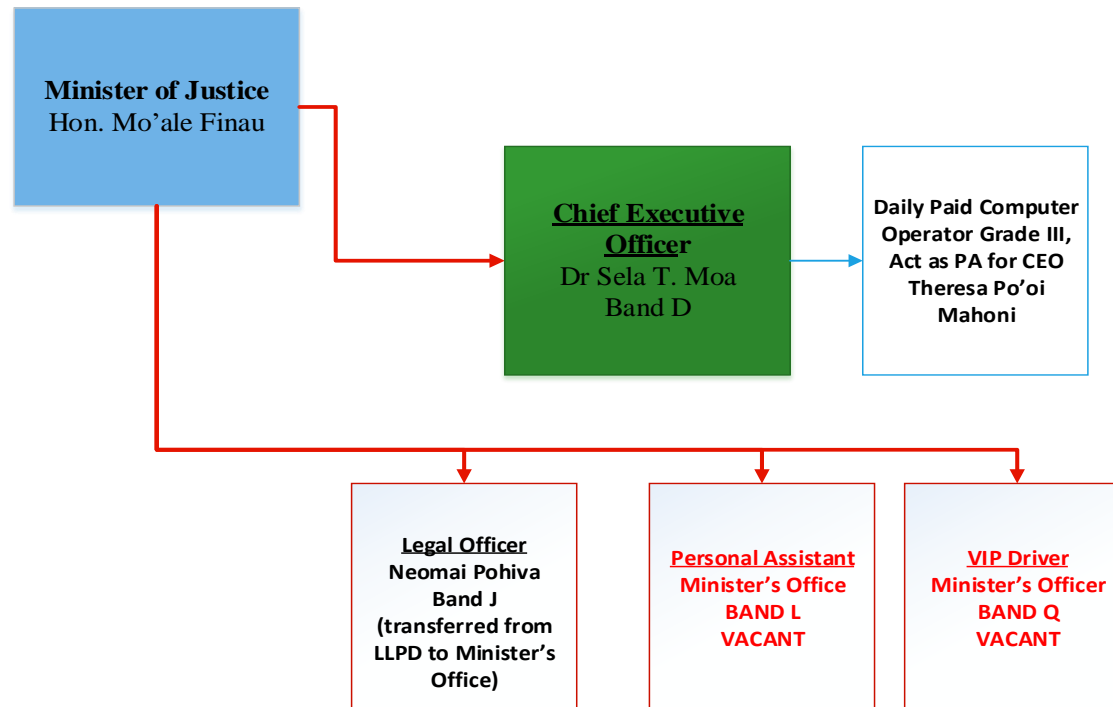 Minister of Justice
Hon. Mo’ale Finau
Chief Executive
Officer
Dr Sela T. Moa
Band D
Daily Paid Computer
Operator Grade III,
Act as PA for CEO
Theresa Po’oi
Mahoni
Legal Officer
Neomai Pohiva
Band J
(transferred from
LLPD to Minister’s
Office)
Personal Assistant
Minister’s Office
BAND L
VACANT
VIP Driver
Minister’s Officer
BAND Q
VACANT